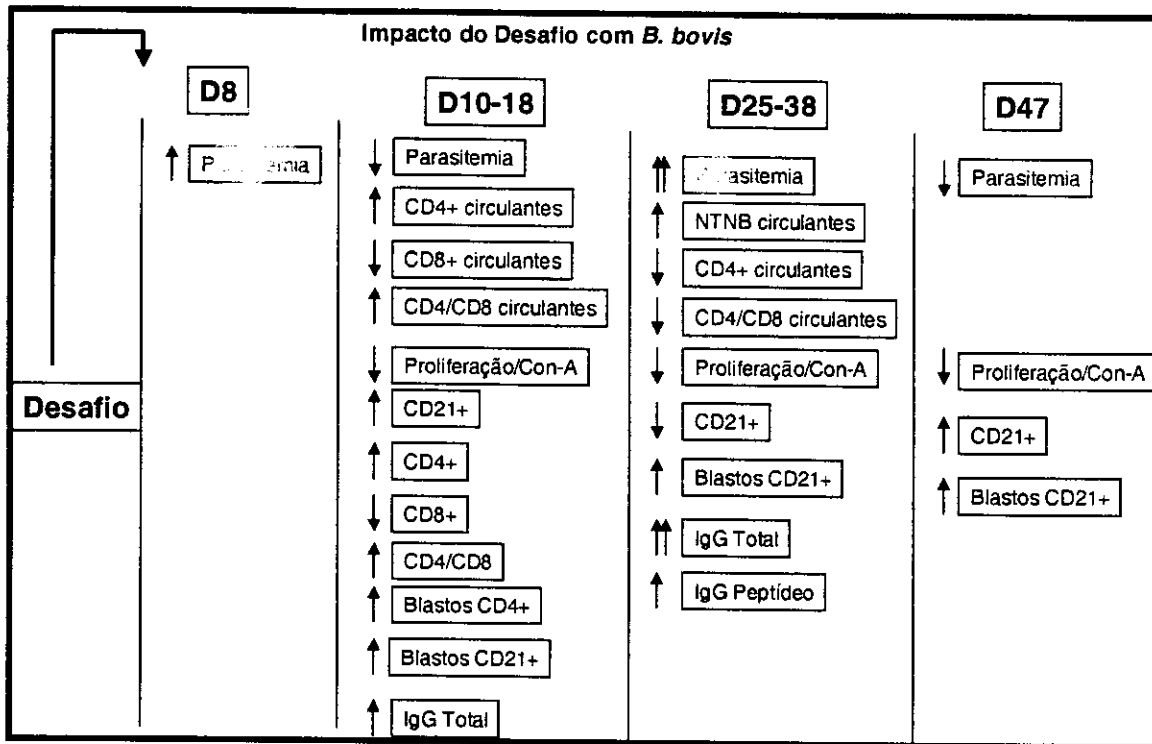 Impacto do Desafio com B. bovis
Desafio
D8
↑
D10-18
↓ Parasitemia
↑ CD4+ circulantes
↓ CD8+ circulantes
↑ CD4/CD8 circulantes
↓ Proliferação/Con-A
↑ CD21+
↑ CD4+
↓ CD8+
↑ CD4/CD8
↑ Blastos CD4+
↑ Blastos CD21+
↑ IgG Total
D25-38
↑↑
↑ NTNB circulantes
↓ CD4+ circulantes
↓ CD4/CD8 circulantes
↓ Proliferação/Con-A
↓ CD21+
↑ Blastos CD21+
↑↑ IgG Total
↑ IgG Peptídeo
D47
↓ Parasitemia
↓ Proliferação/Con-A
↑ CD21+
↑ Blastos CD21+